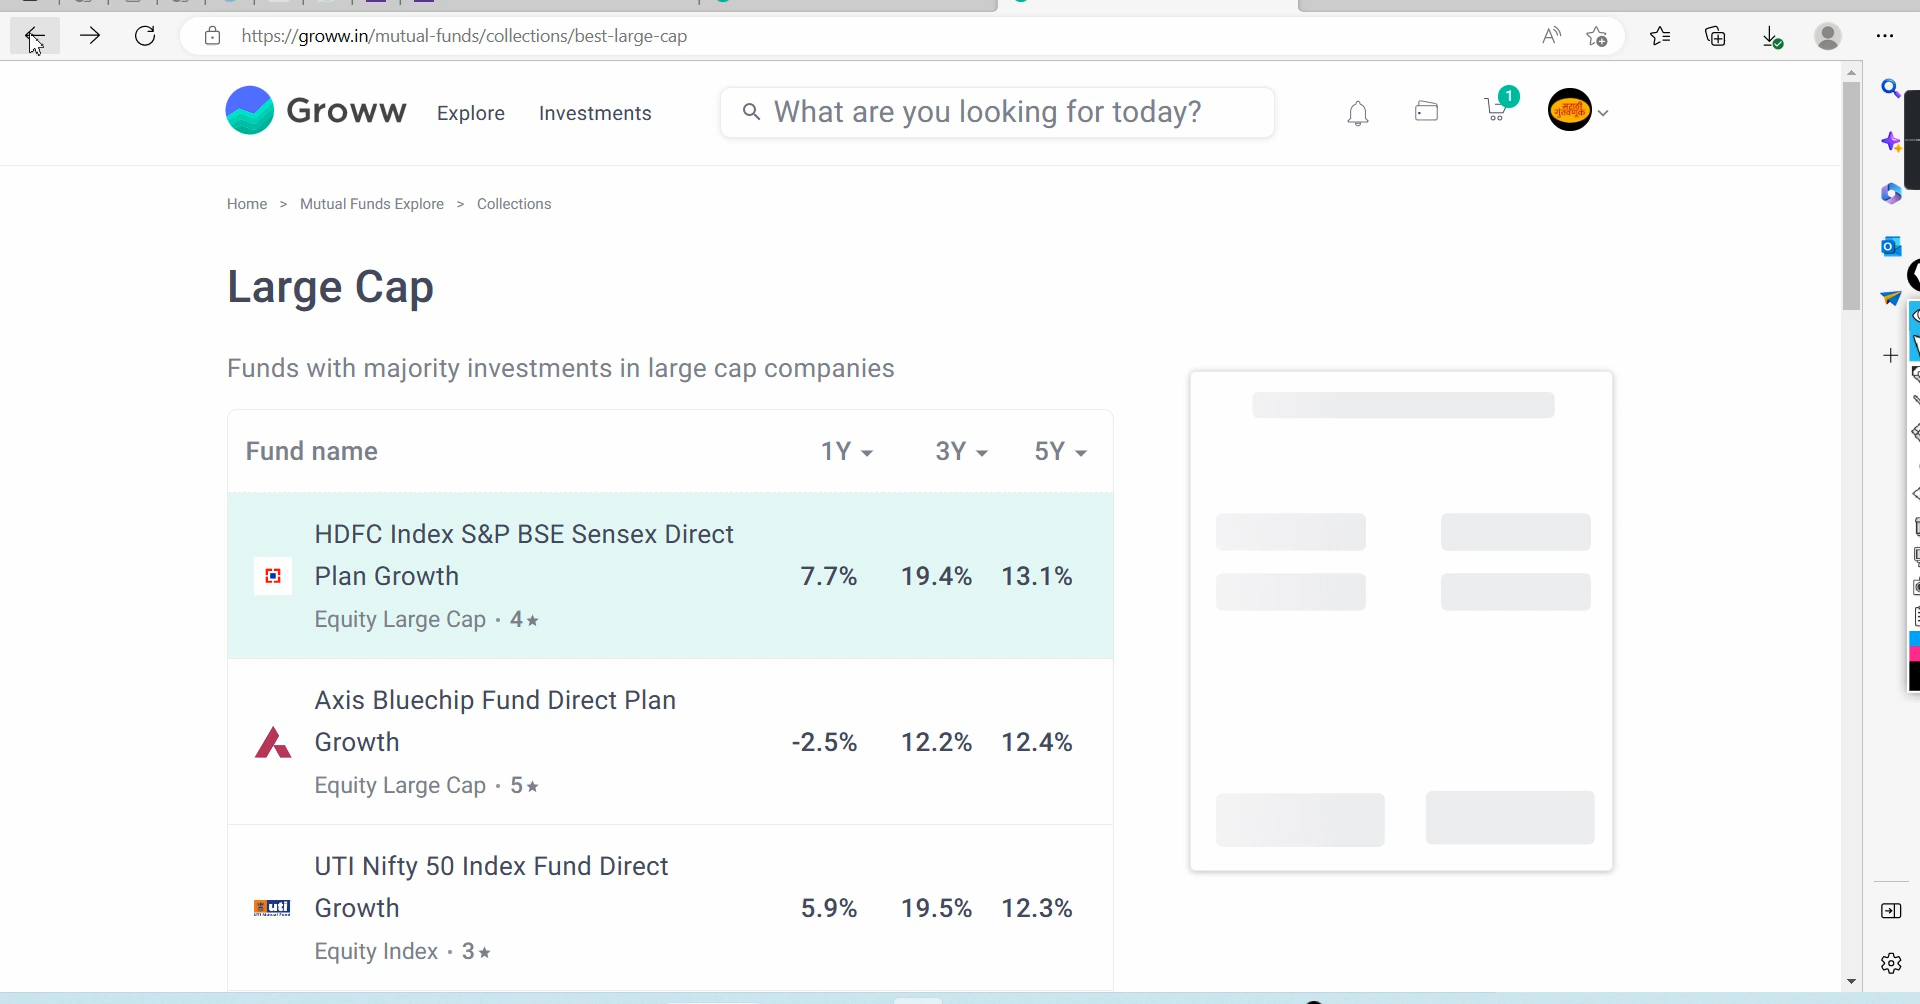 https://groww.in/mutual-funds/collections/best-large-cap
Groww Explore Investments What are you looking for today? 1
Home > Mutual Funds Explore > Collections
Large Cap
Funds with majority investments in large cap companies
Fund name 1Y 3Y 5Y
HDFC Index S&P BSE Sensex Direct
Plan Growth 7.7% 19.4% 13.1%
Equity Large Cap · 4★
Axis Bluechip Fund Direct Plan
Growth -2.5% 12.2% 12.4%
Equity Large Cap · 5★
UTI Nifty 50 Index Fund Direct
uti Growth 5.9% 19.5% 12.3%
Equity Index · 3★